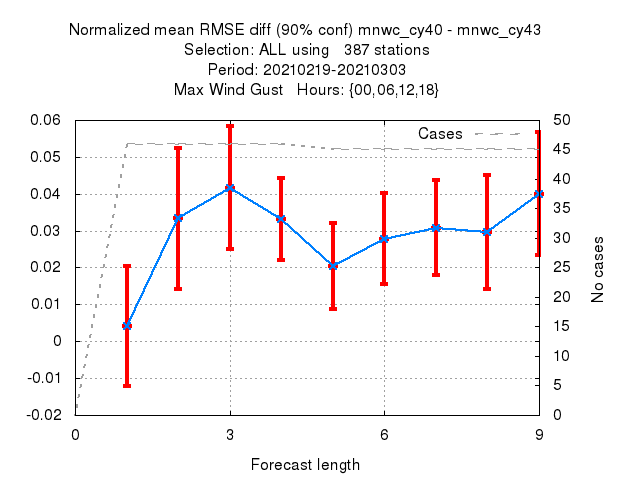 Normalized mean RMSE diff (90% conf) mnwc_cy40 - mnwc_cy43
Selection: ALL using   387 stations
Period: 20210219-20210303
Max Wind Gust   Hours: {00,06,12,18}
Cases
0.06
0.05
0.04
0.03
0.02
0.01
0
-0.01
-0.02
50
45
40
35
30
25
20
15
10
5
0
No cases
0 3 6 9
Forecast length